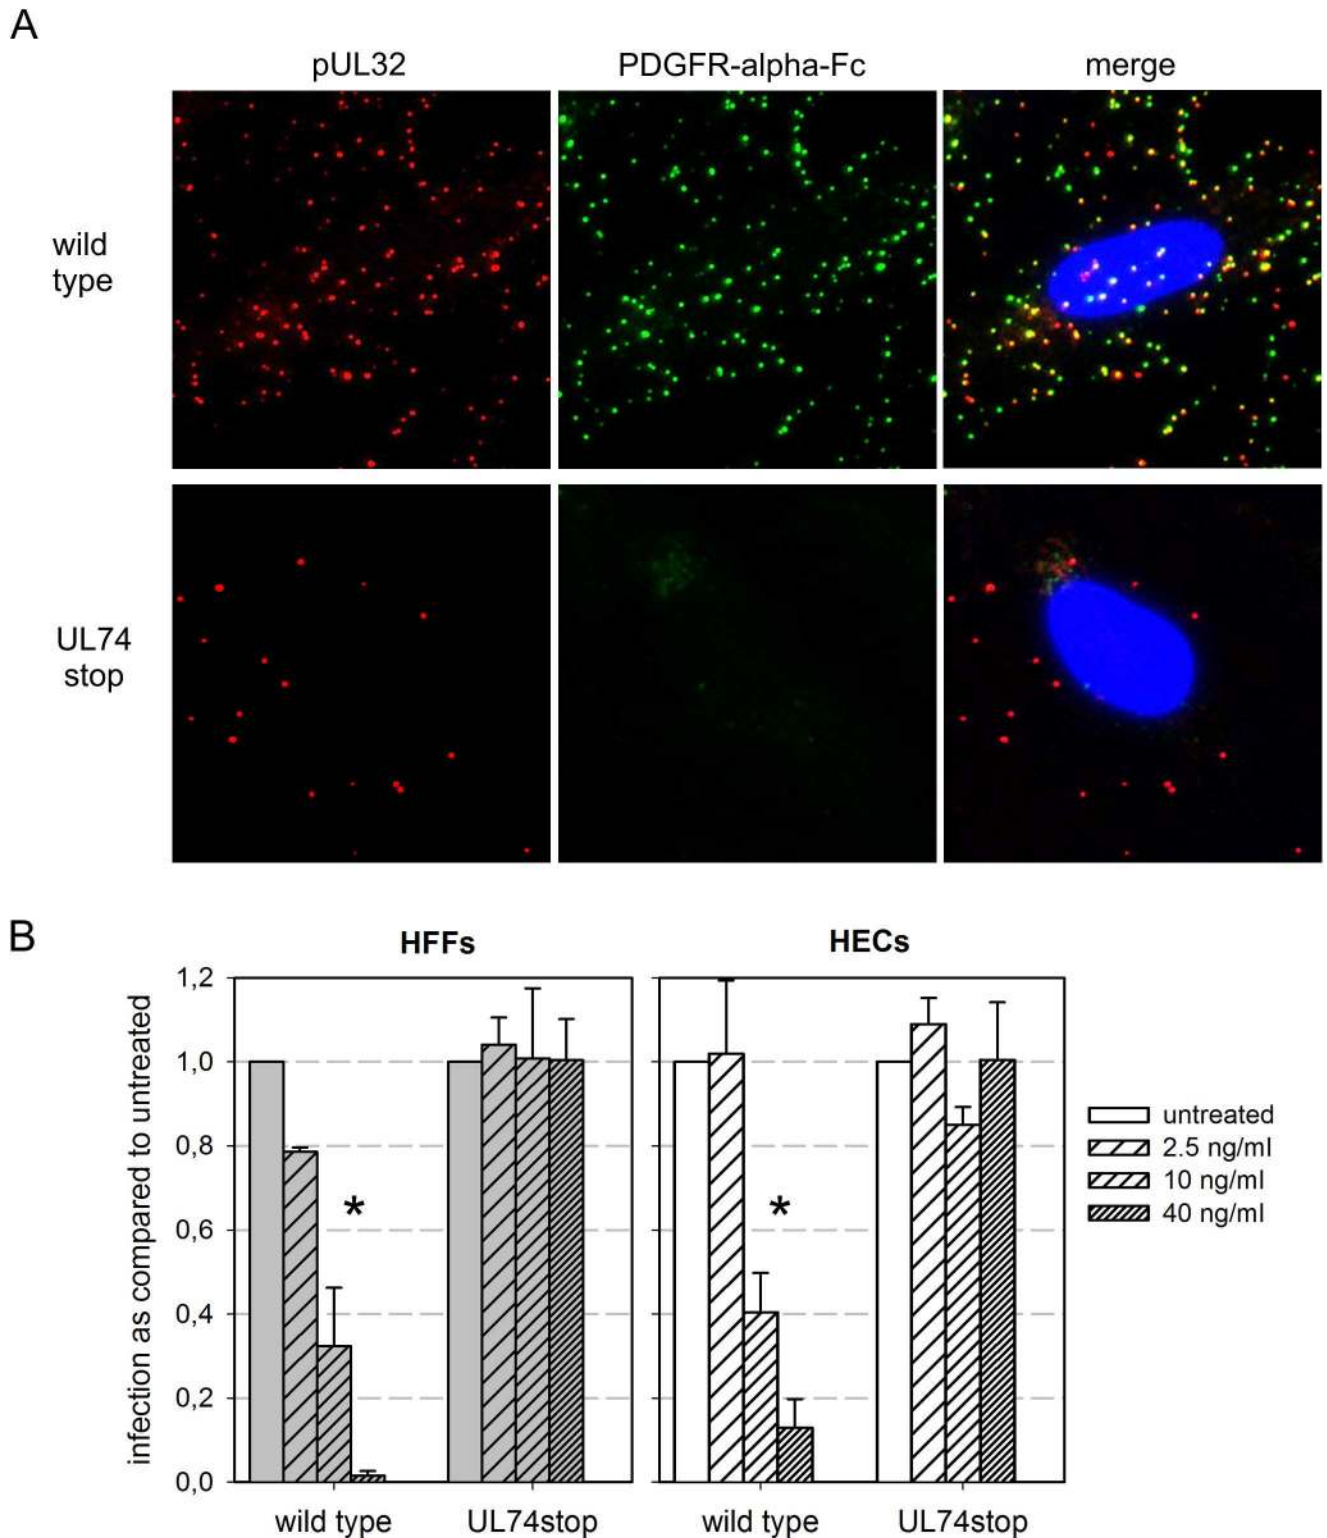 A
pUL32 PDGFR-alpha-Fc merge
wild
type
UL74
stop
B
HFFs HECs
infection as compared to untreated
1,2
1,0
0,8
0,6
0,4
0,2
0,0
* *
untreated
2.5 ng/ml
10 ng/ml
40 ng/ml
wild type UL74stop wild type UL74stop